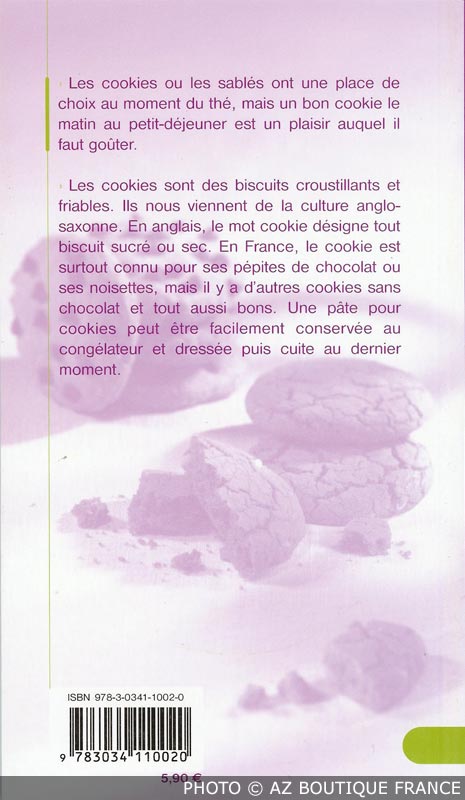 Les cookies ou les sablés ont une place de
choix au moment du thé, mais un bon cookie le
matin au petit-déjeuner est un plaisir auquel il
faut goûter.
Les cookies sont des biscuits croustillants et
friables. Ils nous viennent de la culture anglo-
saxonne. En anglais, le mot cookie désigne tout
biscuit sucré ou sec. En France, le cookie est
surtout connu pour ses pépites de chocolat ou
ses noisettes, mais il y a d'autres cookies sans
chocolat et tout aussi bons. Une pâte pour
cookies peut être facilement conservée au
congélateur et dressée puis cuite au dernier
moment.
ISBN 978-3-0341-1002-0
9 783034 110020
5,90 €
PHOTO © AZ BOUTIQUE FRANCE